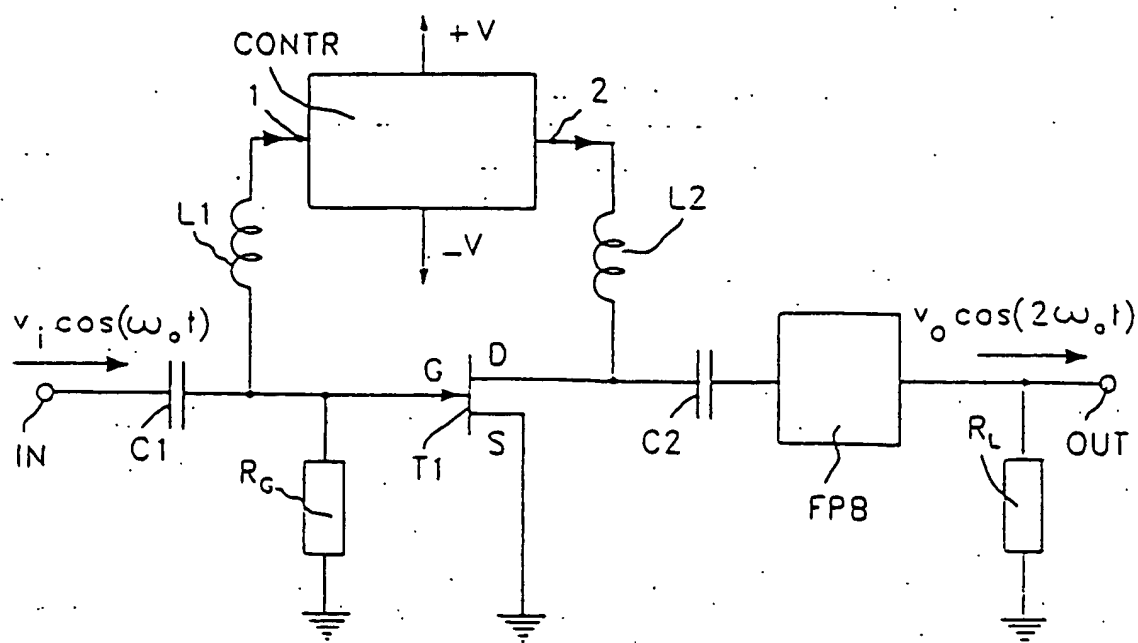 CONTR
+V
1
2
L1
-V
L2
v_i cos(ω_o t)
v_o cos(2ω_o t)
G
D
S
IN
C1
R_G
T1
C2
FPB
R_L
OUT